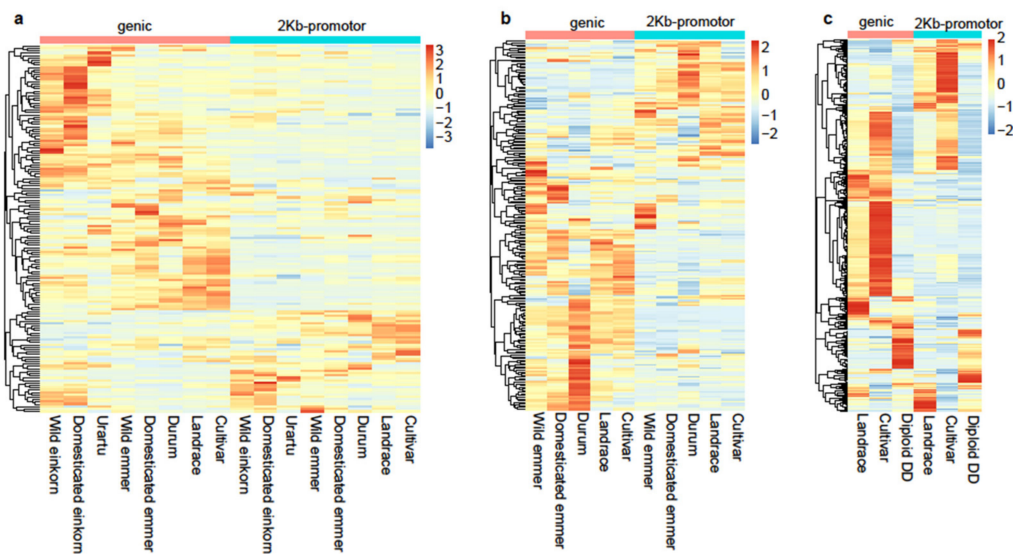 a
genic
2Kb-promotor
3
2
1
0
−1
−2
−3
Wild einkorn
Domesticated einkorn
Urartu
Wild emmer
Domesticated emmer
Durum
Landrace
Cultivar
Wild einkorn
Domesticated einkorn
Urartu
Wild emmer
Domesticated emmer
Durum
Landrace
Cultivar
b
genic
2Kb-promotor
2
1
0
−1
−2
Wild emmer
Domesticated emmer
Durum
Landrace
Cultivar
Wild emmer
Domesticated emmer
Durum
Landrace
Cultivar
c
genic
2Kb-promotor
2
1
0
−1
−2
Landrace
Cultivar
Diploid DD
Landrace
Cultivar
Diploid DD